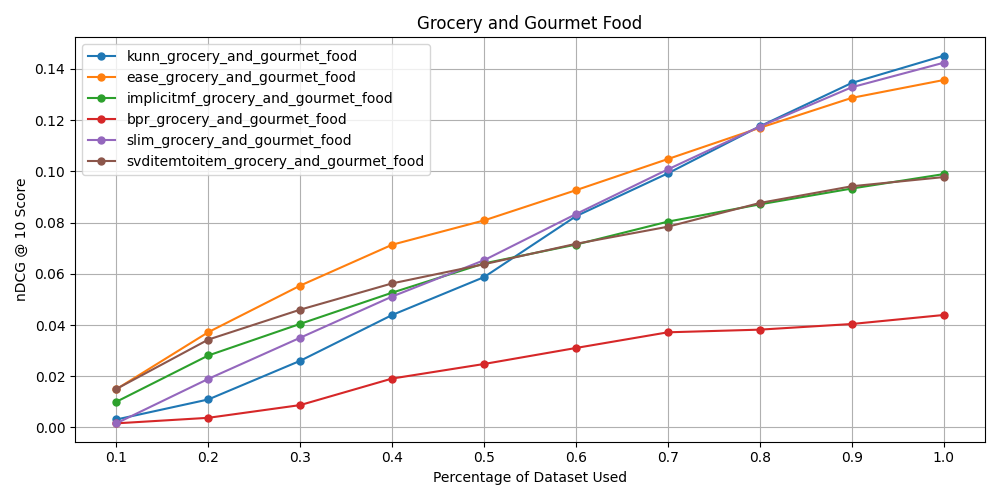 Grocery and Gourmet Food
kunn_grocery_and_gourmet_food
ease_grocery_and_gourmet_food
implicitmf_grocery_and_gourmet_food
bpr_grocery_and_gourmet_food
slim_grocery_and_gourmet_food
svditemtoitem_grocery_and_gourmet_food
nDCG @ 10 Score
0.14
0.12
0.10
0.08
0.06
0.04
0.02
0.00
0.1 0.2 0.3 0.4 0.5 0.6 0.7 0.8 0.9 1.0
Percentage of Dataset Used